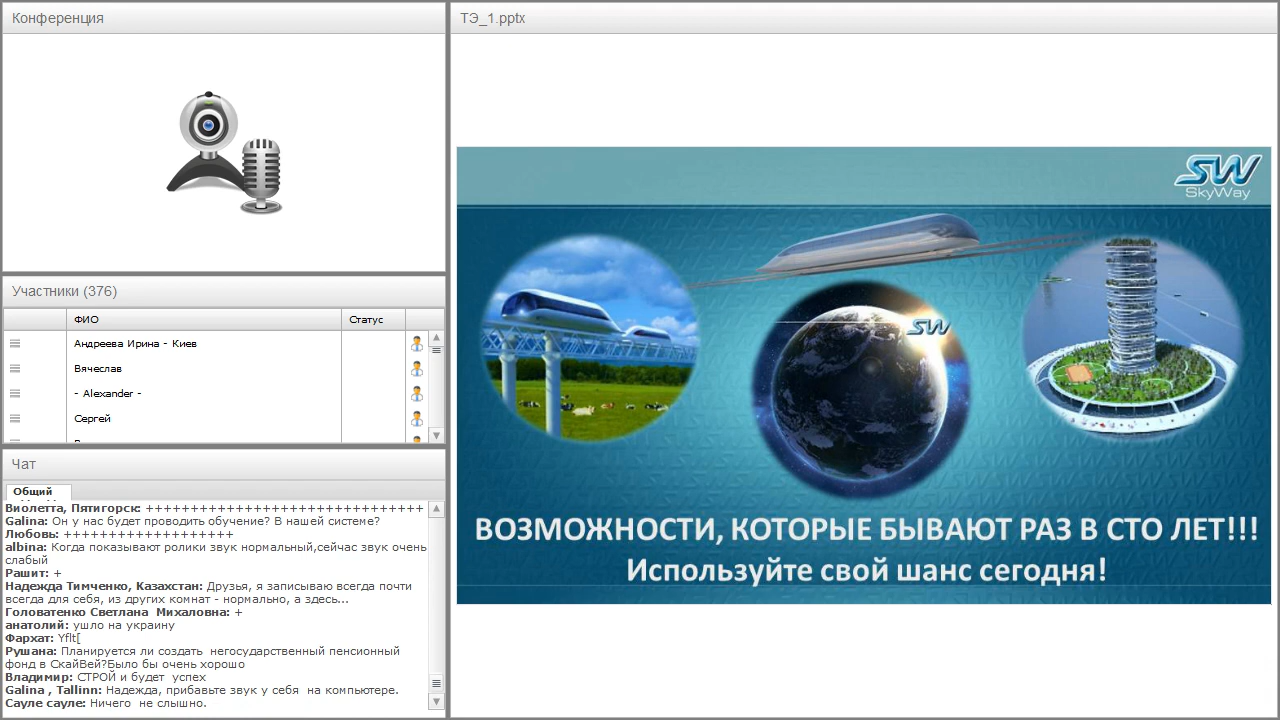 Конференция
Участники (376)
ФИО Статус
Андреева Ирина - Киев
Вячеслав
- Alexander -
Сергей
Чат
Общий
Виолетта, Пятигорск: +++++++++++++++++++++++++++++++
Galina: Он у нас будет проводить обучение? В нашей системе?
Любовь: +++++++++++++++++++
albina: Когда показывают ролики звук нормальный,сейчас звук очень
слабый
Рашит: +
Надежда Тимченко, Казахстан: Друзья, я записываю всегда почти
всегда для себя, из других комнат - нормально, а здесь...
Головатенко Светлана Михаловна: +
анатолий: ушло на украину
Фархат: Yflt[
Рушана: Планируется ли создать негосударственный пенсионный
фонд в СкайВей?Было бы очень хорошо
Владимир: СТРОЙ и будет успех
Galina , Tallinn: Надежда, прибавьте звук у себя на компьютере.
Сауле сауле: Ничего не слышно.
ТЭ_1.pptx
SW
SkyWay
SW
ВОЗМОЖНОСТИ, КОТОРЫЕ БЫВАЮТ РАЗ В СТО ЛЕТ!!!
Используйте свой шанс сегодня!